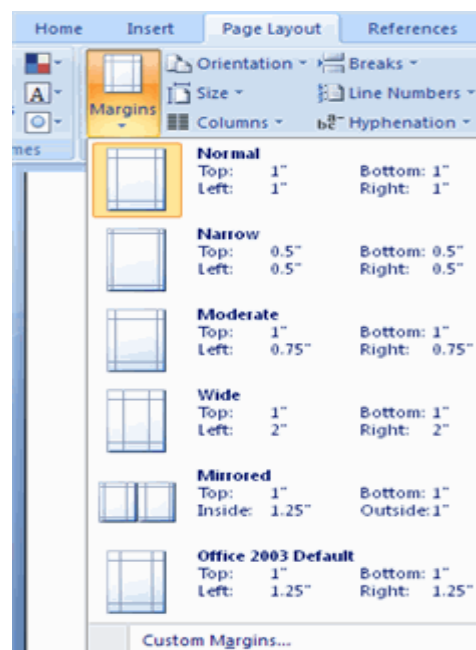 Home Insert Page Layout References
Orientation Breaks
A Size Line Numbers
Margins
Columns Hyphenation
mes
Normal
Top: 1" Bottom: 1"
Left: 1" Right: 1"
Narrow
Top: 0.5" Bottom: 0.5"
Left: 0.5" Right: 0.5"
Moderate
Top: 1" Bottom: 1"
Left: 0.75" Right: 0.75"
Wide
Top: 1" Bottom: 1"
Left: 2" Right: 2"
Mirrored
Top: 1" Bottom: 1"
Inside: 1.25" Outside: 1"
Office 2003 Default
Top: 1" Bottom: 1"
Left: 1.25" Right: 1.25"
Custom Margins...